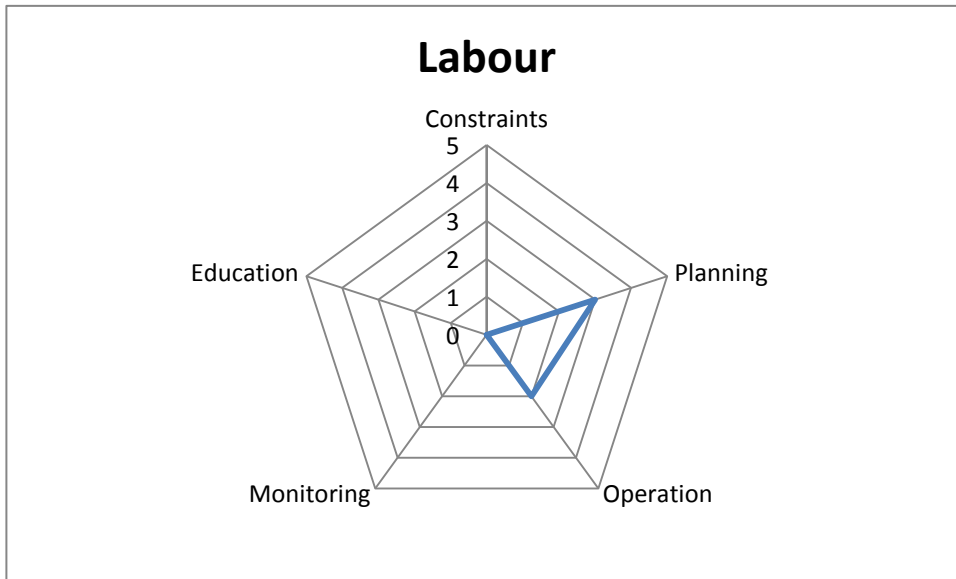 Labour
Constraints
5
4
3
2
1
0
Education
Planning
Monitoring
Operation